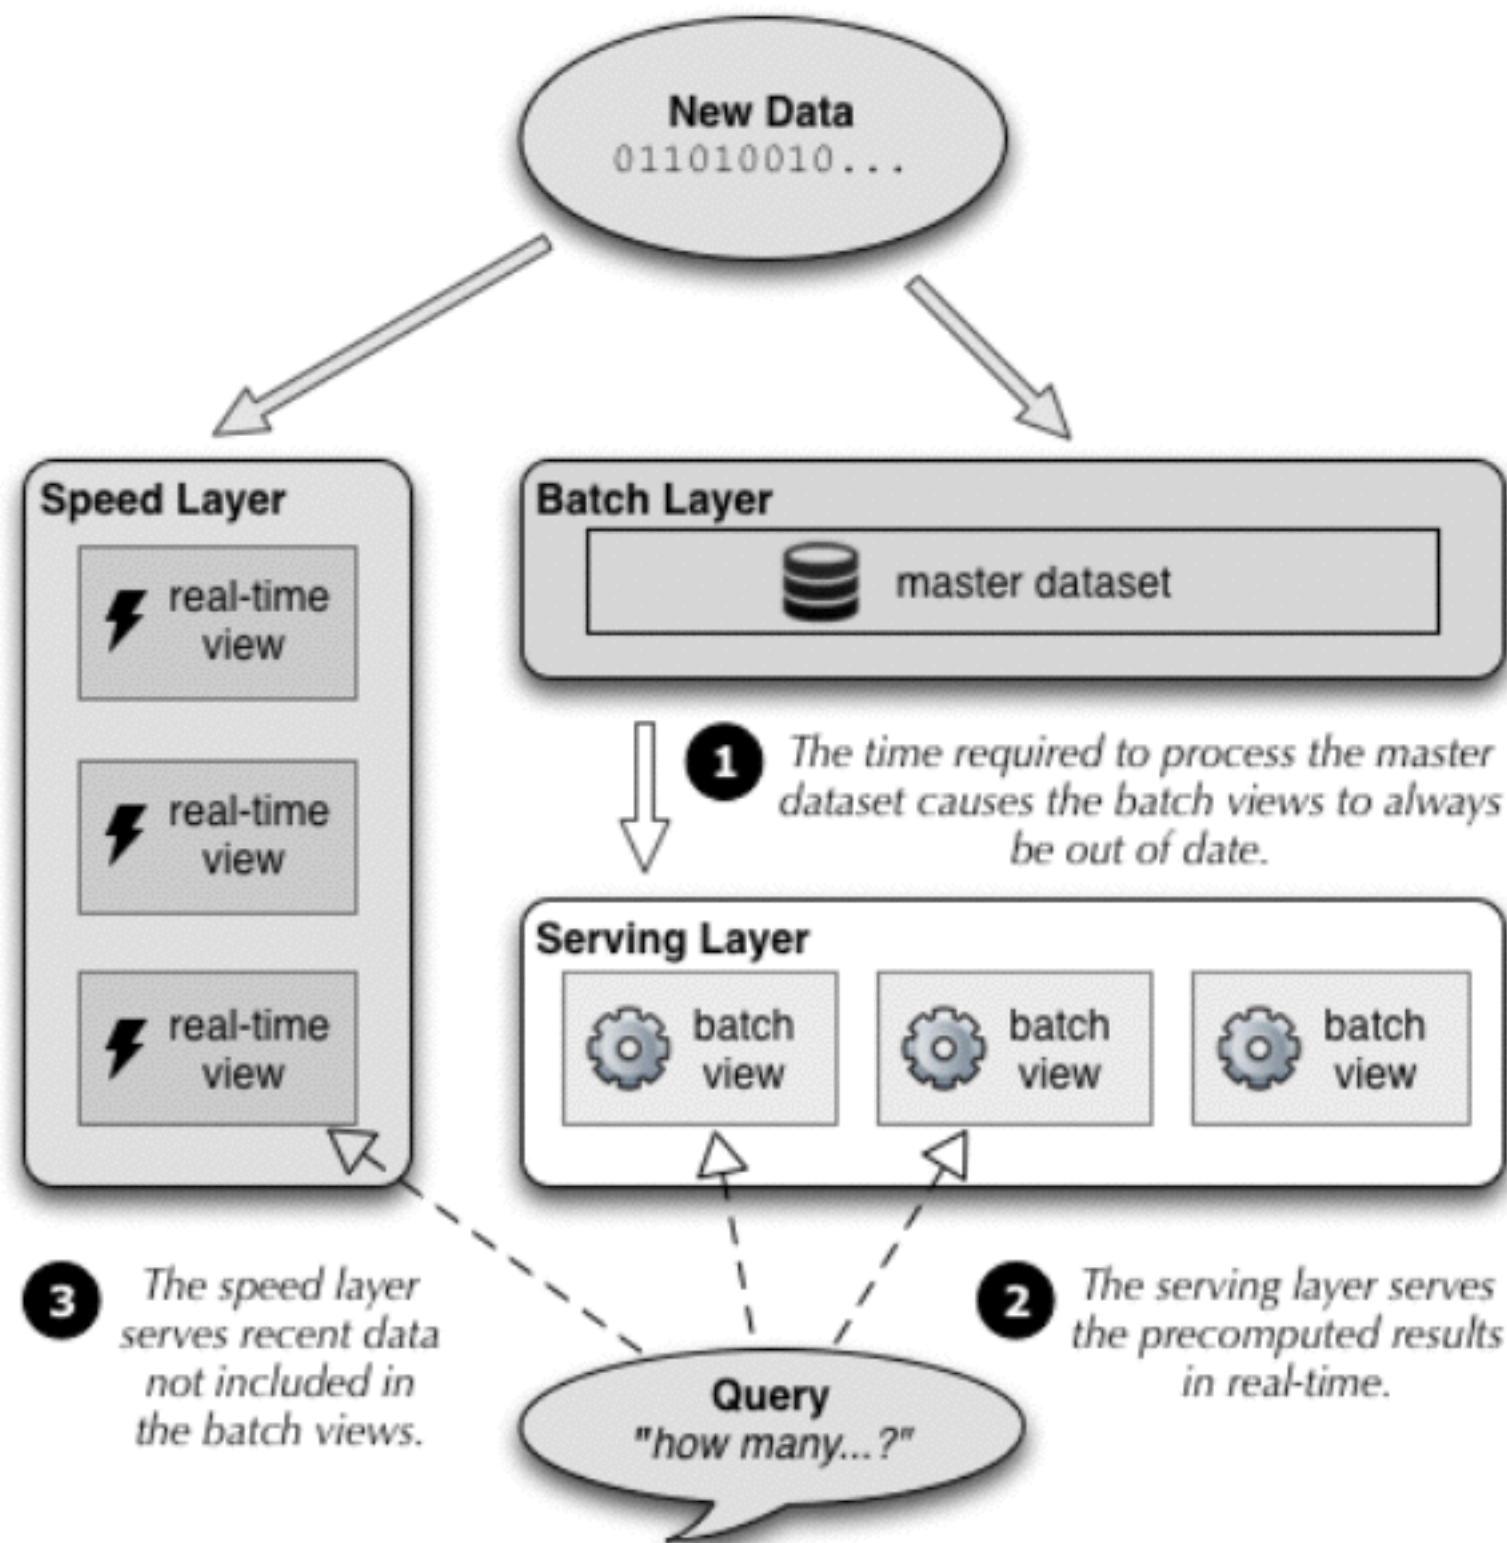 New Data
011010010...
Speed Layer
real-time
view
real-time
view
real-time
view
Batch Layer
master dataset
1
The time required to process the master
dataset causes the batch views to always
be out of date.
Serving Layer
batch
view
batch
view
batch
view
3
The speed layer
serves recent data
not included in
the batch views.
2
The serving layer serves
the precomputed results
in real-time.
Query
"how many...?"